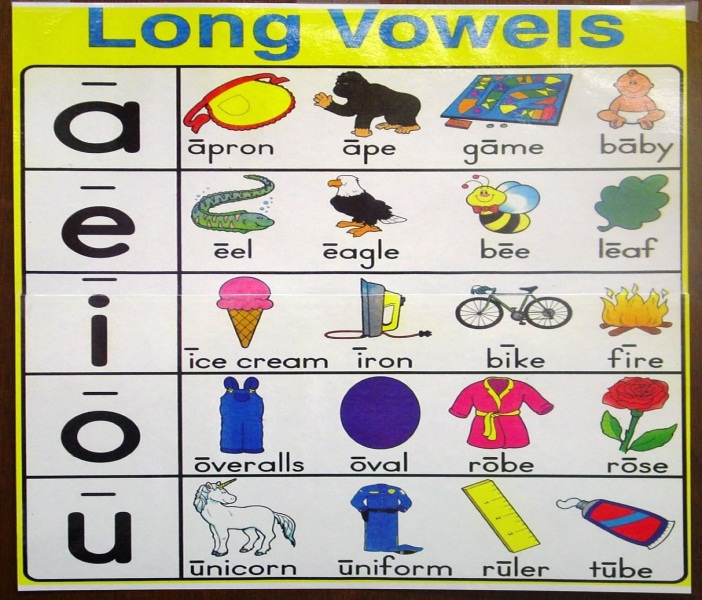 Long Vowels
ā āpron āpe gāme bāby
ē ēel ēagle bēe lēaf
ī īce cream īron bīke fīre
ō ōveralls ōval rōbe rōse
ū ūnicorn ūniform rūler tūbe